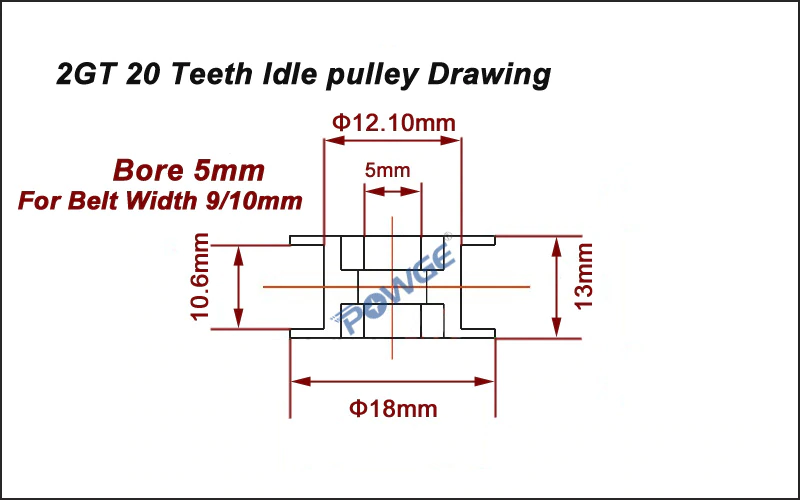 2GT 20 Teeth Idle pulley Drawing
Φ12.10mm
Bore 5mm
5mm
For Belt Width 9/10mm
10.6mm
POWGE®
13mm
Φ18mm